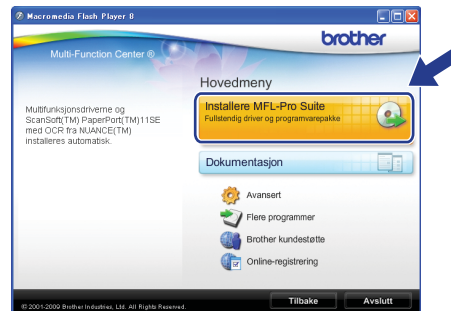 Macromedia Flash Player 8
brother
Multi-Function Center ®
Hovedmeny
Multifunksjonsdriverne og
ScanSoft(TM) PaperPort(TM)11SE
med OCR fra NUANCE(TM)
installeres automatisk.
Installere MFL-Pro Suite
Fullstendig driver og programvarepakke
Dokumentasjon
Avansert
Flere programmer
Brother kundestøtte
Online-registrering
© 2001-2009 Brother Industries, Ltd. All Rights Reserved.
Tilbake
Avslutt